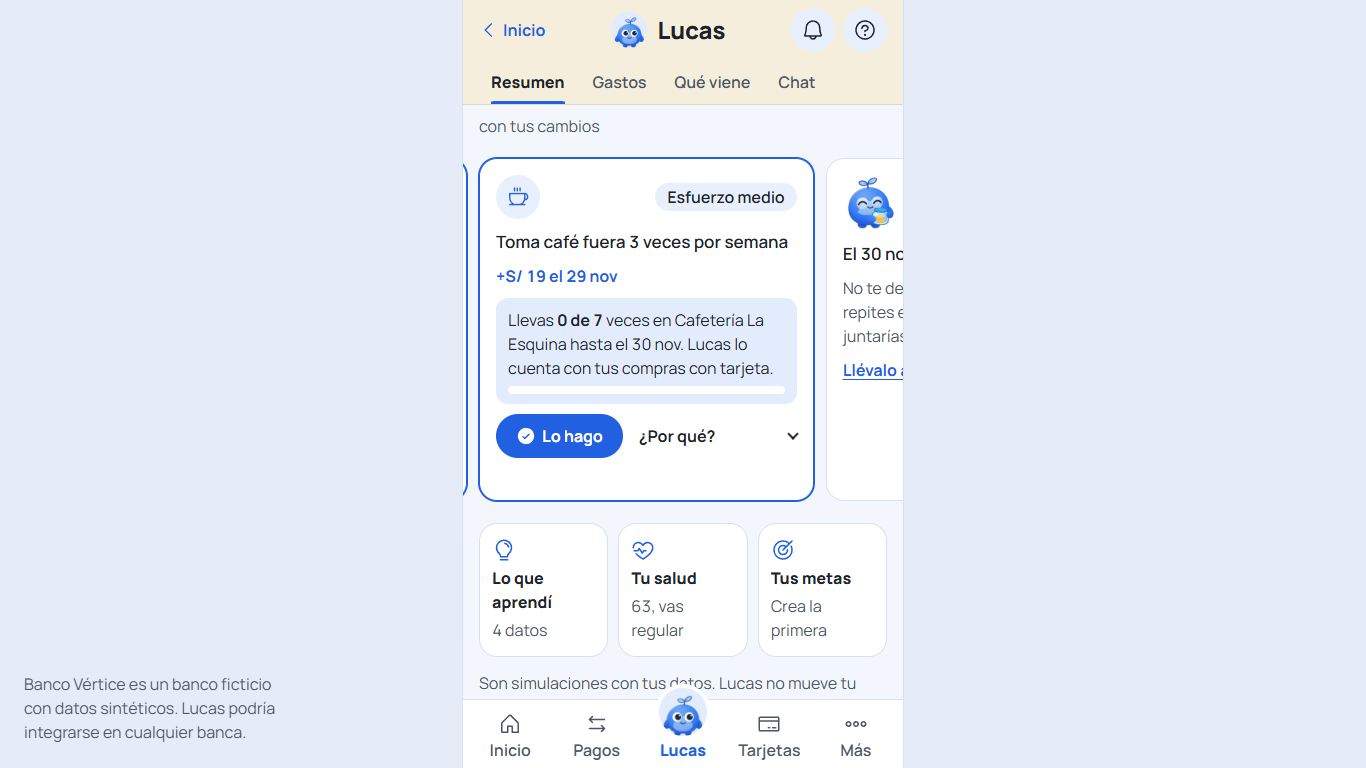 Inicio
Lucas
Resumen
Gastos
Qué viene
Chat
con tus cambios
Esfuerzo medio
Toma café fuera 3 veces por semana
+S/ 19 el 29 nov
Llevas 0 de 7 veces en Cafetería La
Esquina hasta el 30 nov. Lucas lo
cuenta con tus compras con tarjeta.
Lo hago
¿Por qué?
El 30
No te
repites
juntarías
Llévalo
Lo que
aprendí
4 datos
Tu salud
63, vas
regular
Tus metas
Crea la
primera
Son simulaciones con tus datos. Lucas no mueve tu
Inicio
Pagos
Lucas
Tarjetas
Más
Banco Vértice es un banco ficticio
con datos sintéticos. Lucas podría
integrarse en cualquier banca.